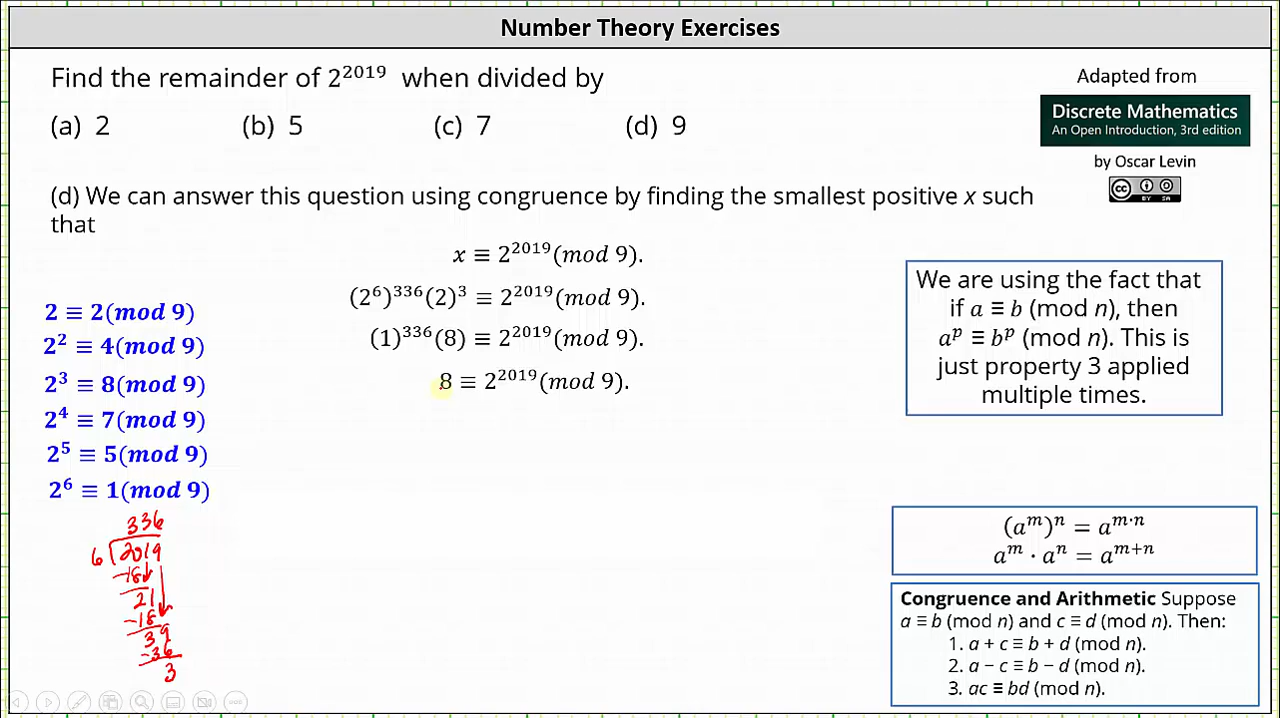 Number Theory Exercises
Find the remainder of 2^2019 when divided by
(a) 2 (b) 5 (c) 7 (d) 9
Adapted from
Discrete Mathematics
An Open Introduction, 3rd edition
by Oscar Levin
cc BY SA
(d) We can answer this question using congruence by finding the smallest positive x such
that
x ≡ 2^2019(mod 9).
(2^6)^336(2)^3 ≡ 2^2019(mod 9).
(1)^336(8) ≡ 2^2019(mod 9).
8 ≡ 2^2019(mod 9).
2 ≡ 2(mod 9)
2^2 ≡ 4(mod 9)
2^3 ≡ 8(mod 9)
2^4 ≡ 7(mod 9)
2^5 ≡ 5(mod 9)
2^6 ≡ 1(mod 9)
336
6 2019
-18
21
-18
39
-36
3
We are using the fact that
if a ≡ b (mod n), then
a^p ≡ b^p (mod n). This is
just property 3 applied
multiple times.
(a^m)^n = a^m·n
a^m · a^n = a^m+n
Congruence and Arithmetic Suppose
a ≡ b (mod n) and c ≡ d (mod n). Then:
1. a + c ≡ b + d (mod n).
2. a − c ≡ b − d (mod n).
3. ac ≡ bd (mod n).